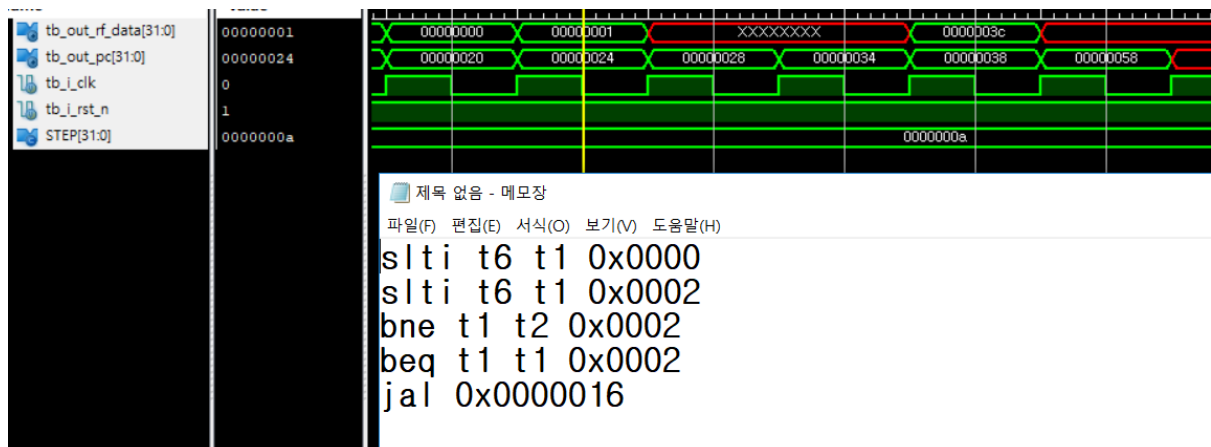 tb_out_rf_data[31:0] 00000001 00000000 00000001 XXXXXXXX 0000003c
tb_out_pc[31:0] 00000024 00000020 00000024 00000028 00000034 00000038 00000058
tb_i_clk 0
tb_i_rst_n 1
STEP[31:0] 0000000a 0000000a
제목 없음 - 메모장
파일(F) 편집(E) 서식(O) 보기(V) 도움말(H)
slti t6 t1 0x0000
slti t6 t1 0x0002
bne t1 t2 0x0002
beq t1 t1 0x0002
jal 0x0000016